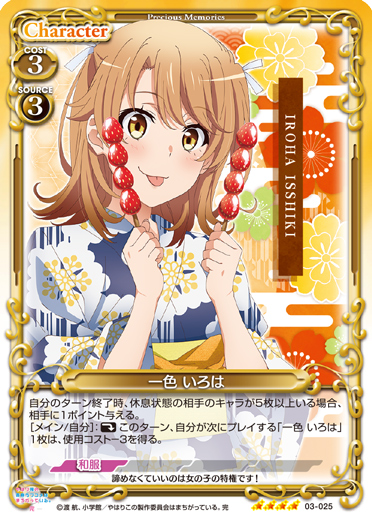 Precious Memories
Character
COST
3
SOURCE
3
IROHA ISSHIKI
一色 いろは
自分のターン終了時、休息状態の相手のキャラが5枚以上いる場合、
相手に1ポイント与える。
[メイン/自分]:このターン、自分が次にプレイする「一色 いろは」
1枚は、使用コスト-3を得る。
和服
諦めなくていいのは女の子の特権です!
©渡 航、小学館/やはりこの製作委員会はまちがっている。完
03-025